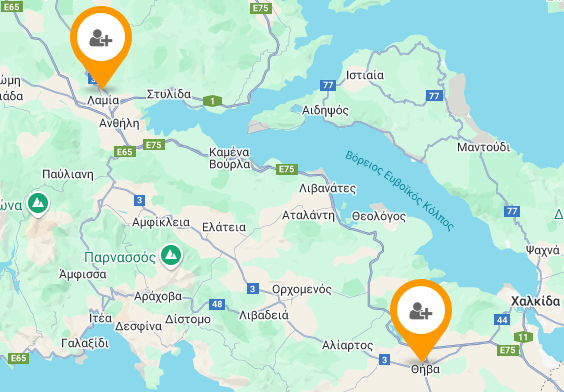 E65
E75
Λαμία
Στυλίδα
1
Ανθήλη
E65
E75
Καμένα
Βούρλα
E75
Παύλιανη
3
Αμφίκλεια
Ελάτεια
Παρνασσός
Άμφισσα
Αράχοβα
48
3
Ορχομενός
Ιτέα
Δεσφίνα
Δίστομο
Λιβαδειά
Γαλαξίδι
E65
Αλίαρτος
3
Θήβα
Ιστιαία
77
77
Αιδηψός
Μαντούδι
Βόρειος Ευβοϊκός Κόλπος
Λιβανάτες
Αταλάντη
Θεολόγος
77
Ψαχνά
Χαλκίδα
44
11
E75